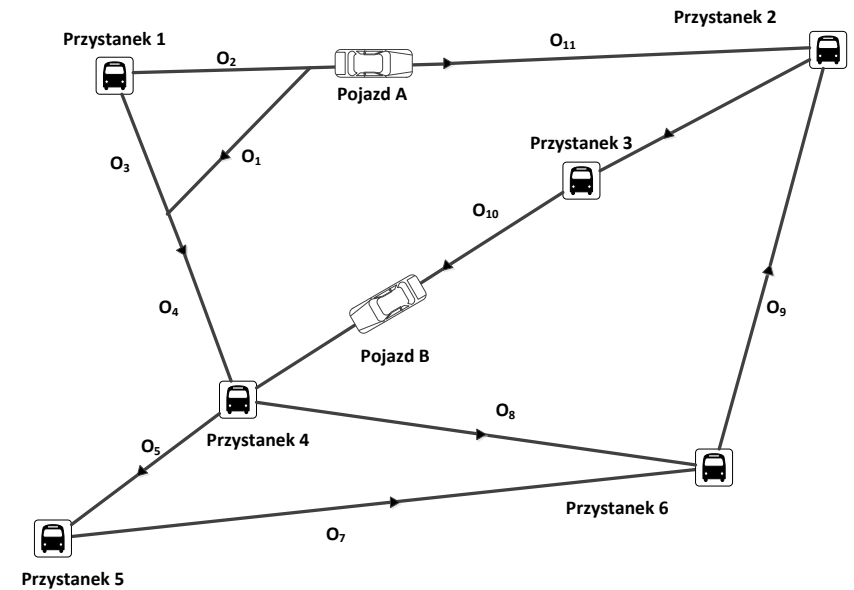 Przystanek 2
Przystanek 1
O₁₁
O₂
Pojazd A
Przystanek 3
O₃
O₁
O₁₀
O₄
O₉
Pojazd B
O₈
Przystanek 4
O₅
Przystanek 6
O₇
Przystanek 5